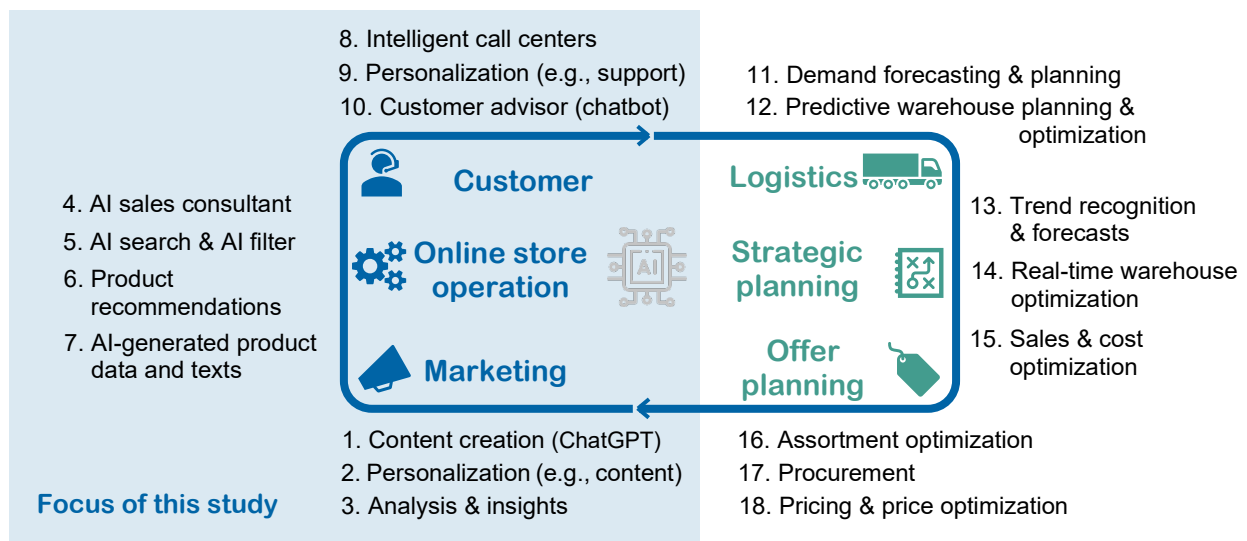 8. Intelligent call centers
9. Personalization (e.g., support)
10. Customer advisor (chatbot)
11. Demand forecasting & planning
12. Predictive warehouse planning &
optimization
Customer
Logistics
4. AI sales consultant
5. AI search & AI filter
6. Product
recommendations
7. AI-generated product
data and texts
Online store
operation
AI
Strategic
planning
13. Trend recognition
& forecasts
14. Real-time warehouse
optimization
15. Sales & cost
optimization
Marketing
Offer
planning
1. Content creation (ChatGPT)
2. Personalization (e.g., content)
3. Analysis & insights
16. Assortment optimization
17. Procurement
18. Pricing & price optimization
Focus of this study